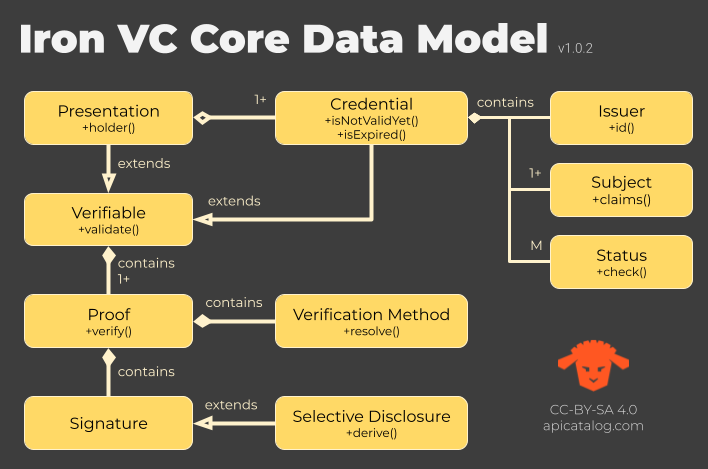 Iron VC Core Data Model v1.0.2
Presentation
+holder()
1+
Credential
+isNotValidYet()
+isExpired()
contains
Issuer
+id()
extends
1+
Subject
+claims()
Verifiable
+validate()
extends
M
Status
+check()
contains
1+
Proof
+verify()
contains
Verification Method
+resolve()
contains
Signature
extends
Selective Disclosure
+derive()
CC-BY-SA 4.0
apicatalog.com